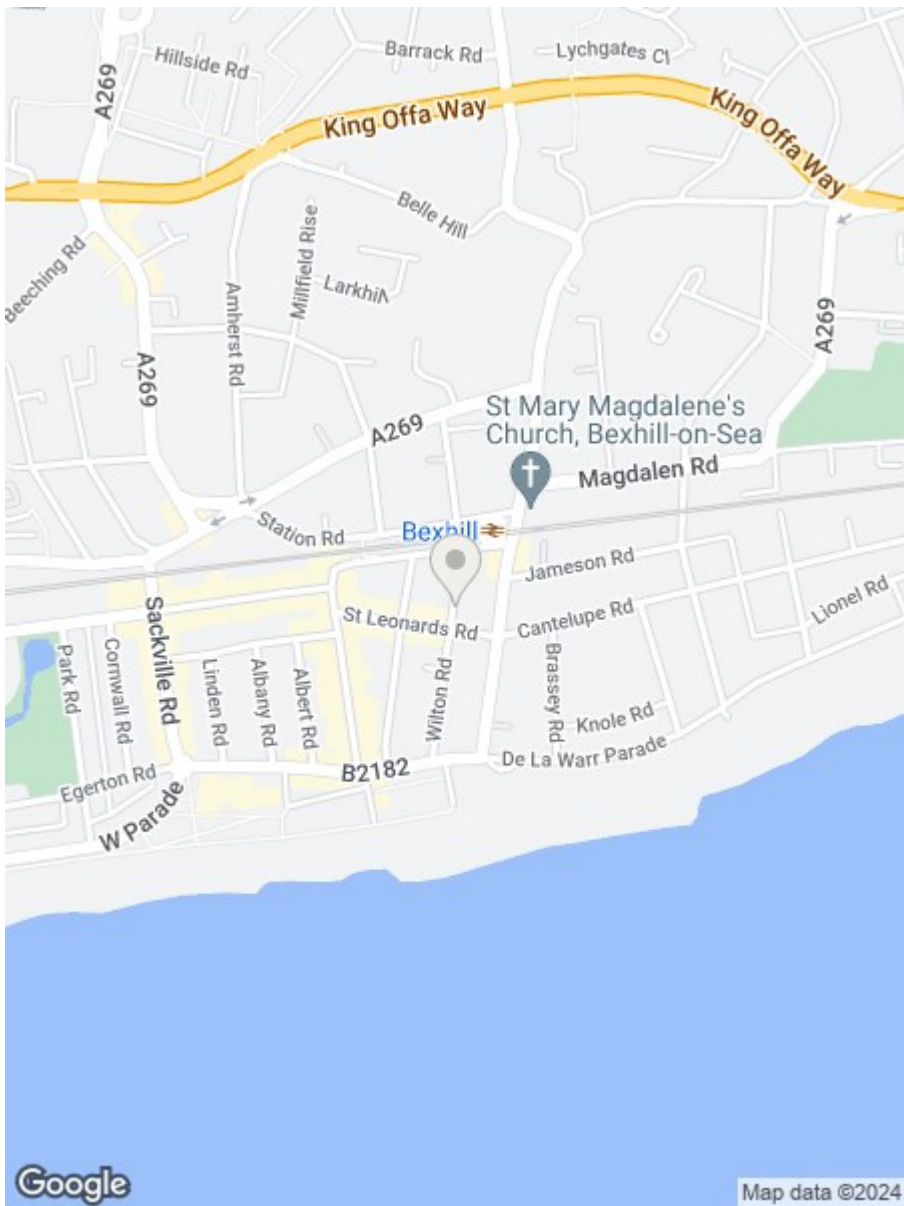 Hillside Rd
Barrack Rd
Lychgates Cl
A269
King Offa Way
King Offa Way
Belle Hill
Beeching Rd
Millfield Rise
Larkhill
Amherst Rd
A269
A269
A269
St Mary Magdalene's
Church, Bexhill-on-Sea
Magdalen Rd
Station Rd
Bexhill
Jameson Rd
St Leonards Rd
Cantelupe Rd
Lionel Rd
Sackville Rd
Park Rd
Cornwall Rd
Linden Rd
Albany Rd
Albert Rd
Wilton Rd
Brassey Rd
Knole Rd
De La Warr Parade
B2182
Egerton Rd
W Parade
Google
Map data ©2024